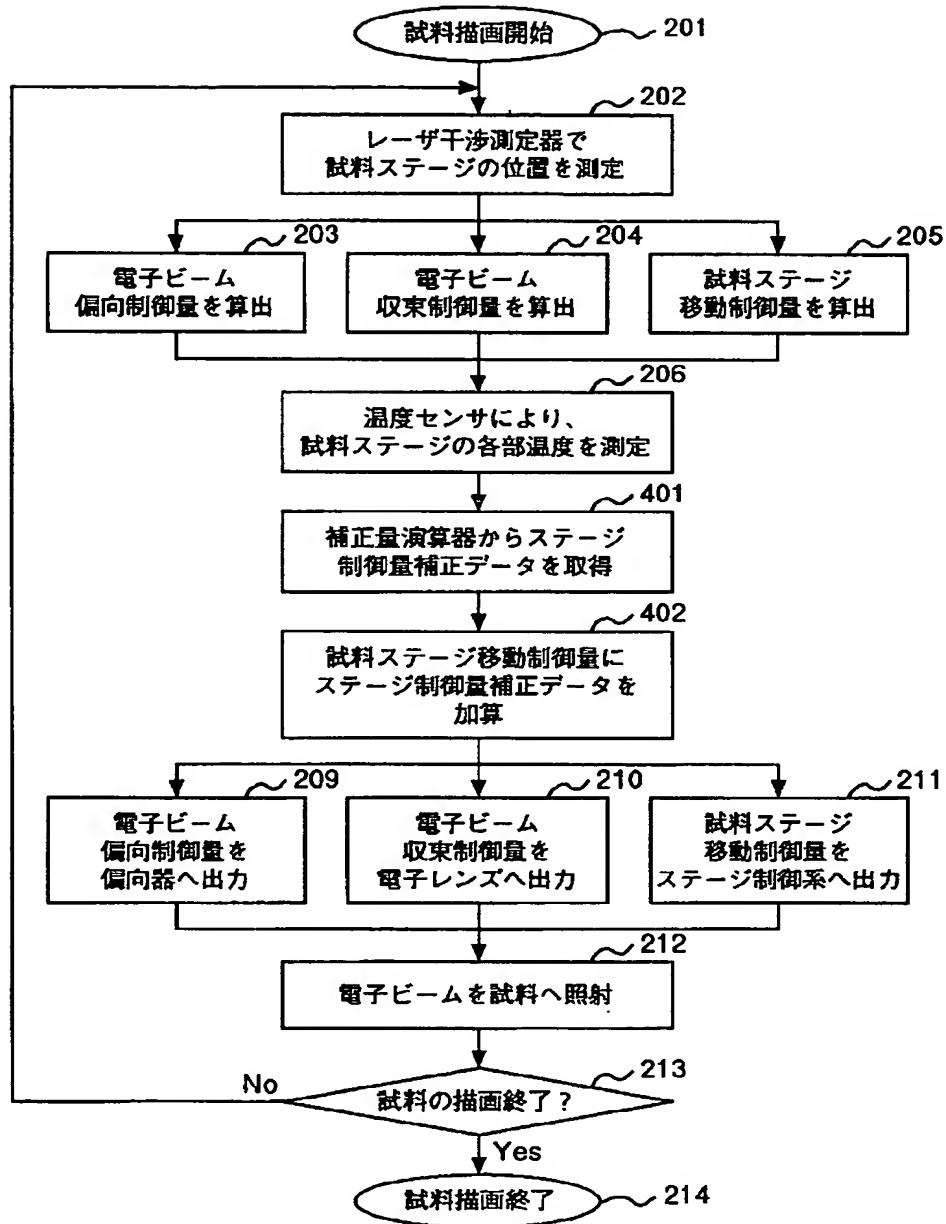 試料描画開始
201
202
レーザ干渉測定器で
試料ステージの位置を測定
203
電子ビーム
偏向制御量を算出
204
電子ビーム
収束制御量を算出
205
試料ステージ
移動制御量を算出
206
温度センサにより、
試料ステージの各部温度を測定
401
補正量演算器からステージ
制御量補正データを取得
402
試料ステージ移動制御量に
ステージ制御量補正データを
加算
209
電子ビーム
偏向制御量を
偏向器へ出力
210
電子ビーム
収束制御量を
電子レンズへ出力
211
試料ステージ
移動制御量を
ステージ制御系へ出力
212
電子ビームを試料へ照射
213
No
試料の描画終了?
Yes
試料描画終了
214